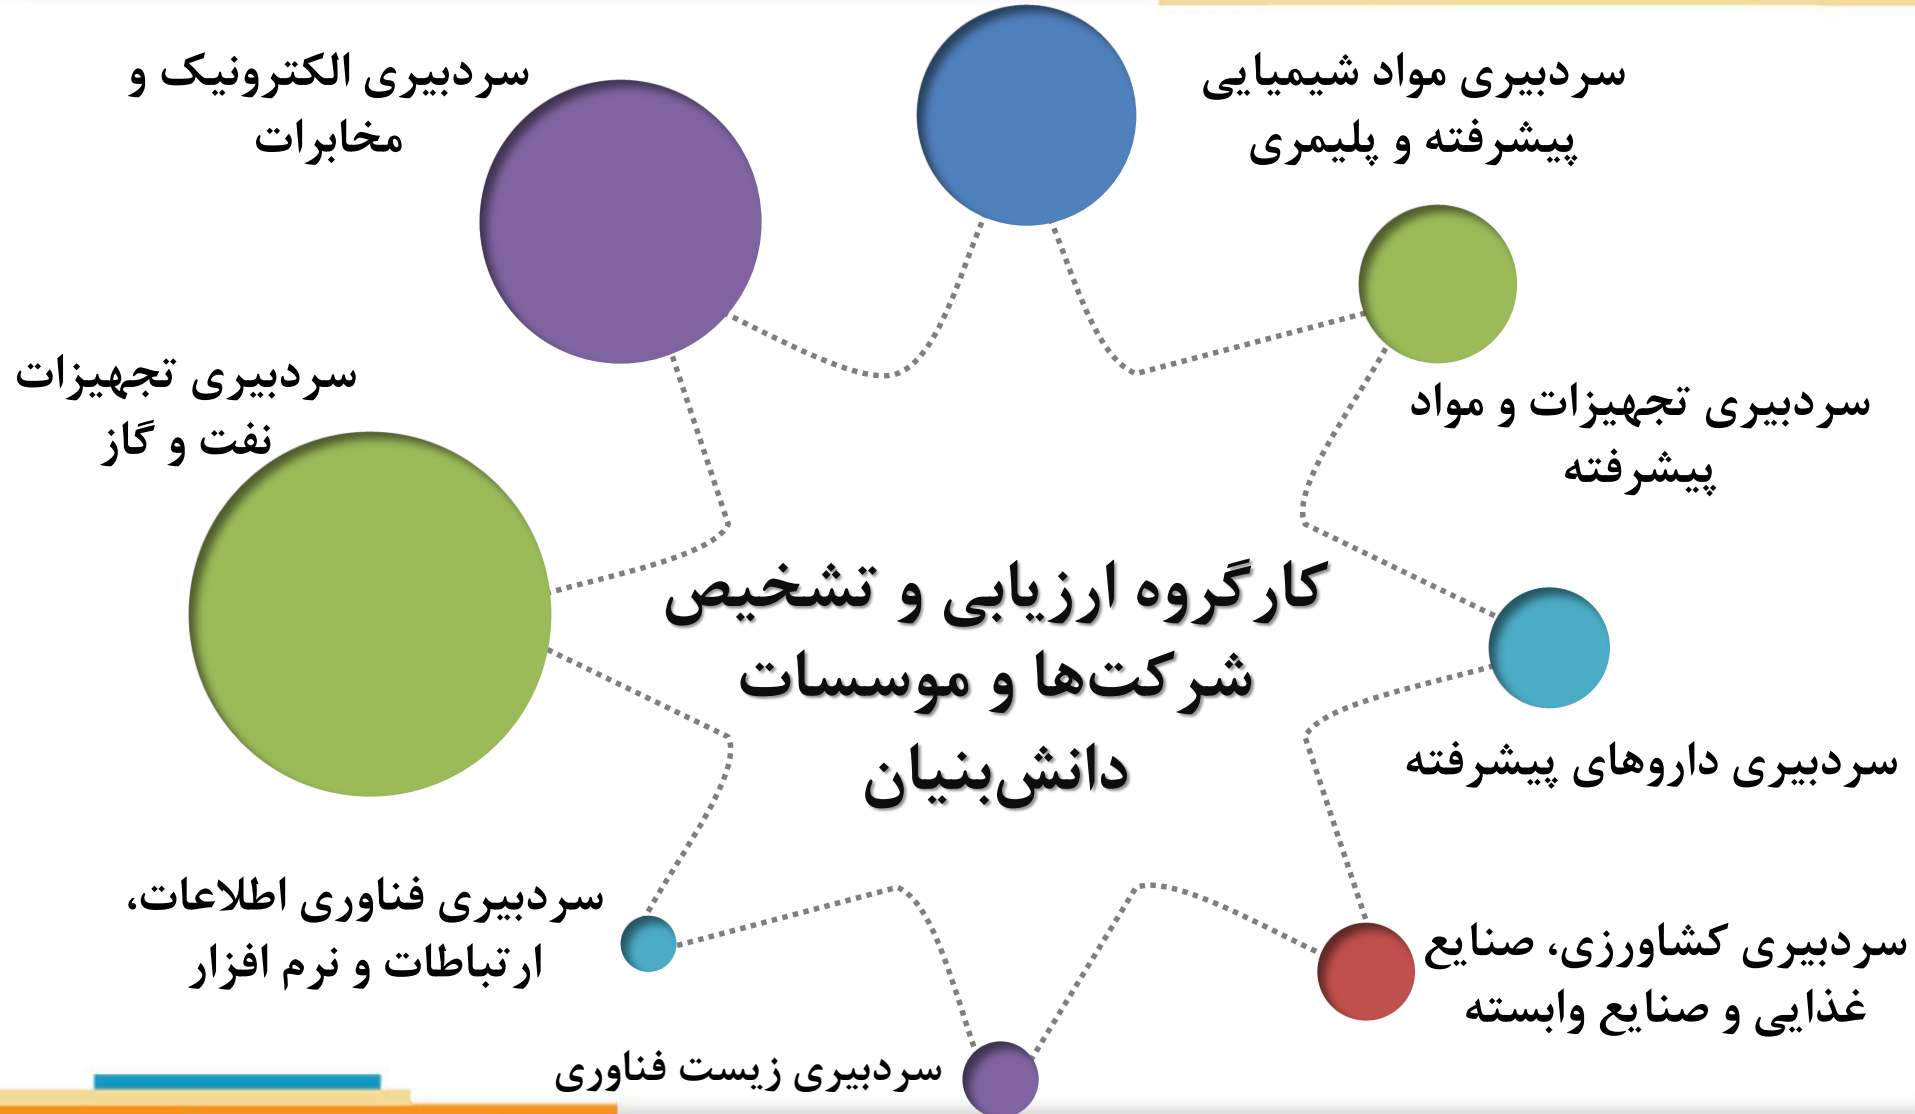 سردبیری مواد شیمیایی
پیشرفته و پلیمری
سردبیری الکترونیک و
مخابرات
سردبیری تجهیزات
نفت و گاز
سردبیری تجهیزات و مواد
پیشرفته
کارگروه ارزیابی و تشخیص
شرکت‌ها و موسسات
دانش‌بنیان
سردبیری داروهای پیشرفته
سردبیری فناوری اطلاعات،
ارتباطات و نرم افزار
سردبیری کشاورزی، صنایع
غذایی و صنایع وابسته
سردبیری زیست فناوری